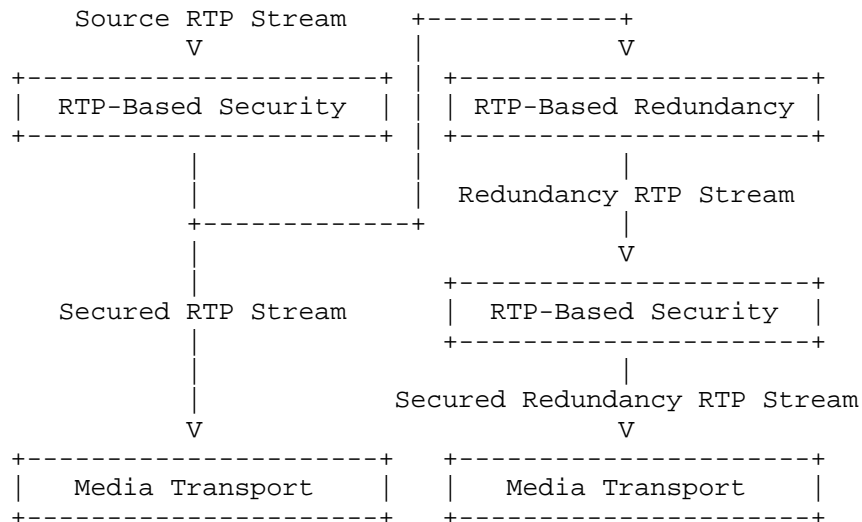 Source RTP Stream
V V
RTP-Based Security RTP-Based Redundancy
Redundancy RTP Stream
V
Secured RTP Stream RTP-Based Security
Secured Redundancy RTP Stream
V V
Media Transport Media Transport